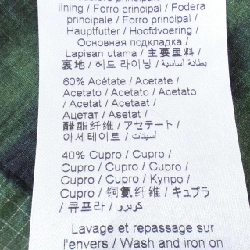 lining / Forro principal / Fodera
principale / Forro principal /
Hauptfutter / Hoofdvoering /
Основная подкладка /
Lapisan utama / 主要里料 /
裏地 / 헤드 라이닝 / بطانة أساسية /
60% Acétate / Acetate /
Acetato / Acetato / Acetato
/ Acetat / Acetaat /
Ацетат / Asetat /
醋酯纤维 / アセテート /
아세테이트 / أسيتات
40% Cupro / Cupro /
Cupro / Cupro / Cupro /
Cupro / Cupro / Купро
/ Cupro / 铜氨纤维 / キュプラ
/ 큐프라 / كوبرو
Lavage et repassage sur
l'envers / Wash and iron on